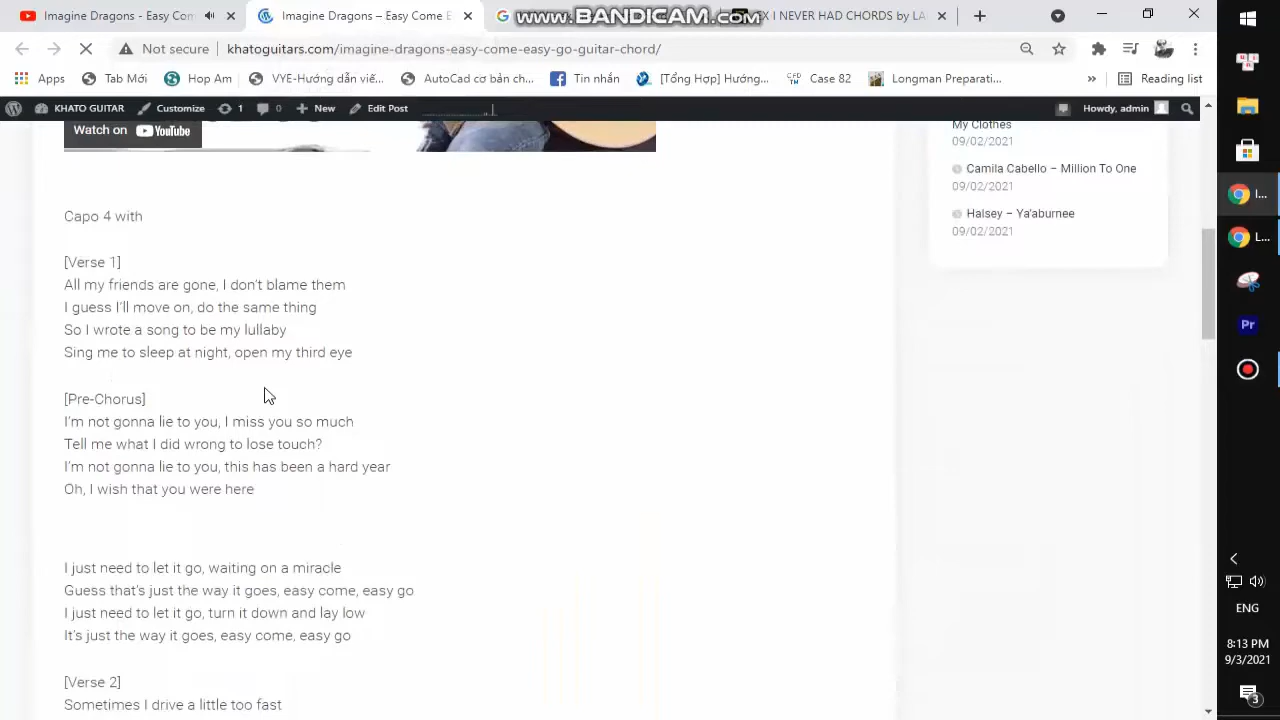 Imagine Dragons - Easy Com
Imagine Dragons – Easy Come E
X I NEVER HAD CHORDS by LA
www.BANDICAM.com
Not secure
khatoguitars.com/imagine-dragons-easy-come-easy-go-guitar-chord/
Apps
Tab Mới
Hop Am
VYE-Hướng dẫn viế...
AutoCad cơ bản ch...
Tin nhắn
[Tổng Hợp] Hướng...
Case 82
Longman Preparati...
»
Reading list
KHATO GUITAR
Customize
1
0
New
Edit Post
Howdy, admin
Watch on YouTube
My Clothes
09/02/2021
Camila Cabello – Million To One
09/02/2021
Halsey – Ya'aburnee
09/02/2021
Capo 4 with
[Verse 1]
All my friends are gone, I don't blame them
I guess I'll move on, do the same thing
So I wrote a song to be my lullaby
Sing me to sleep at night, open my third eye
[Pre-Chorus]
I'm not gonna lie to you, I miss you so much
Tell me what I did wrong to lose touch?
I'm not gonna lie to you, this has been a hard year
Oh, I wish that you were here
I just need to let it go, waiting on a miracle
Guess that's just the way it goes, easy come, easy go
I just need to let it go, turn it down and lay low
It's just the way it goes, easy come, easy go
[Verse 2]
Sometimes I drive a little too fast
I...
L...
Pr
ENG
8:13 PM
9/3/2021
3